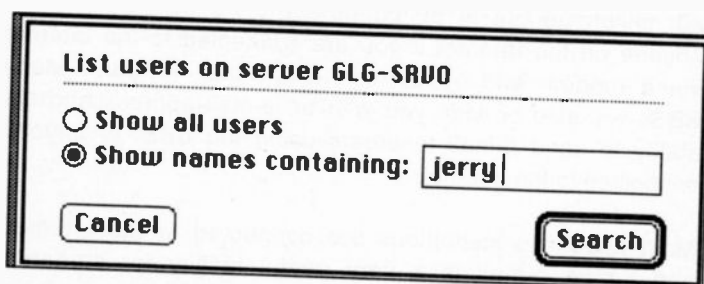 List users on server GLG-SRVO
Show all users
Show names containing: jerry
Cancel
Search